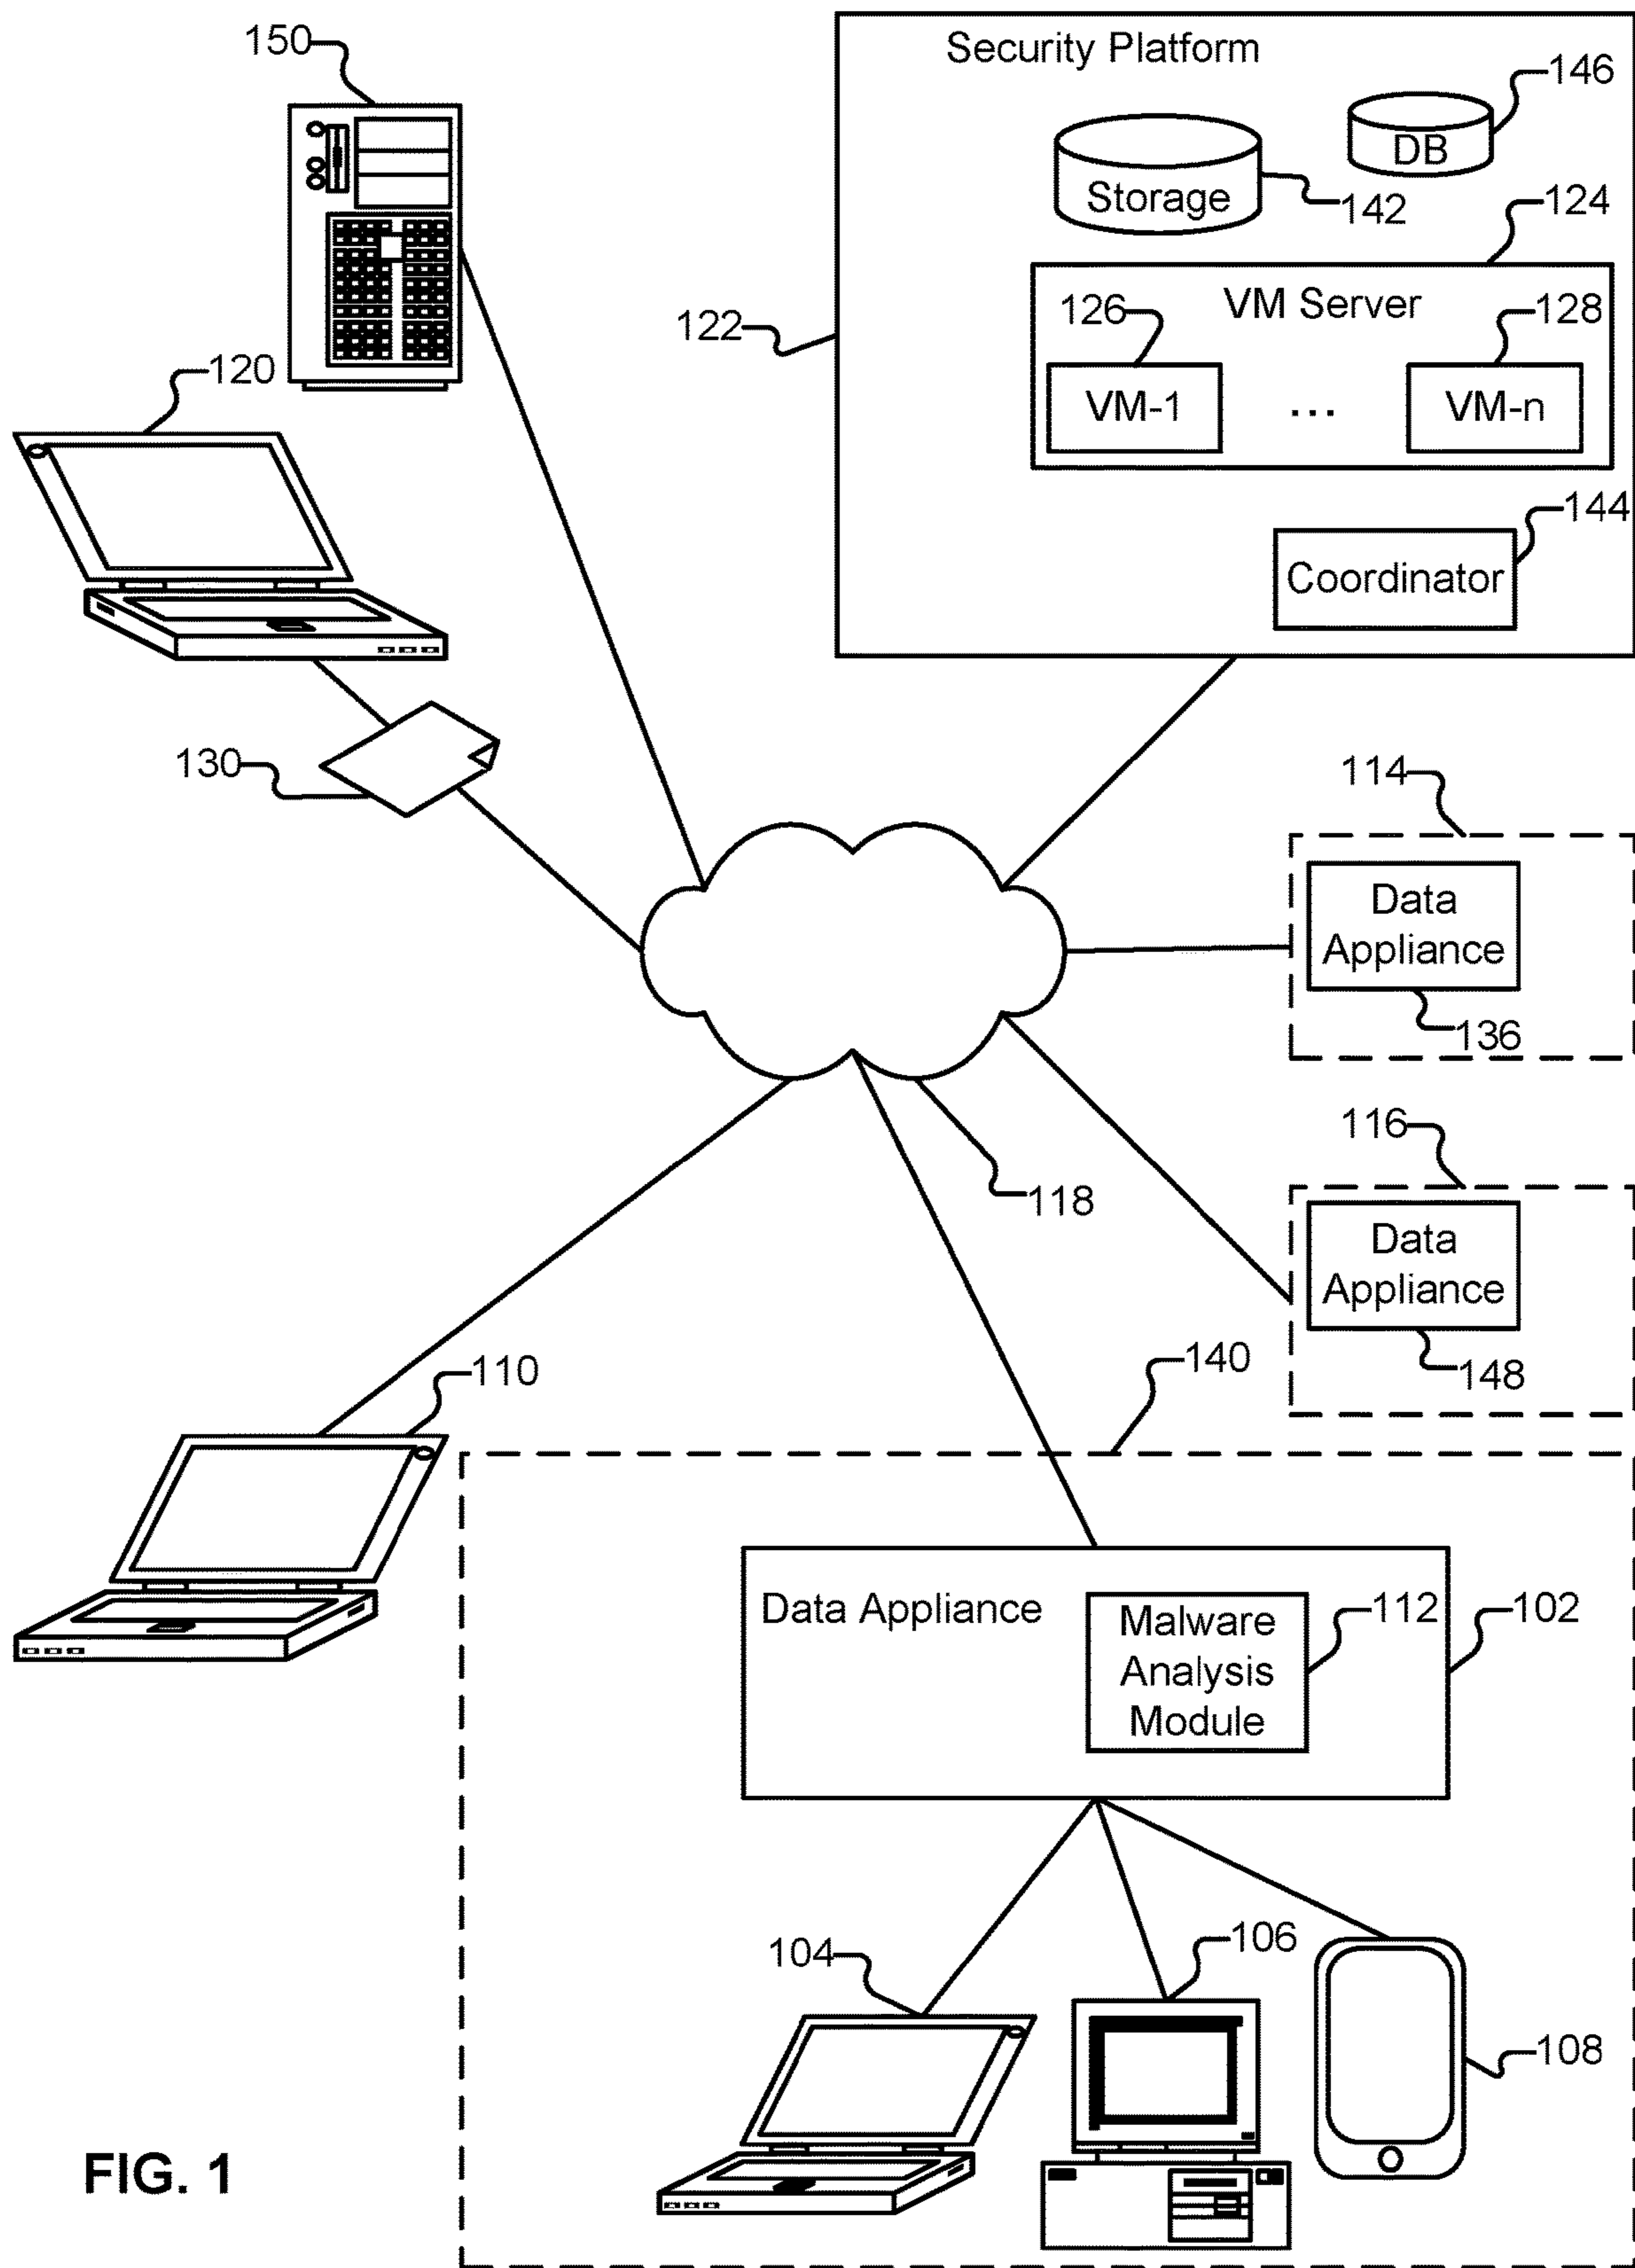 150
Security Platform
146
DB
Storage
142
124
122
126
VM Server
128
120
VM-1
...
VM-n
144
Coordinator
130
114
Data
Appliance
136
116
118
Data
Appliance
148
140
110
Data Appliance
Malware
Analysis
Module
112
102
104
106
108
FIG. 1